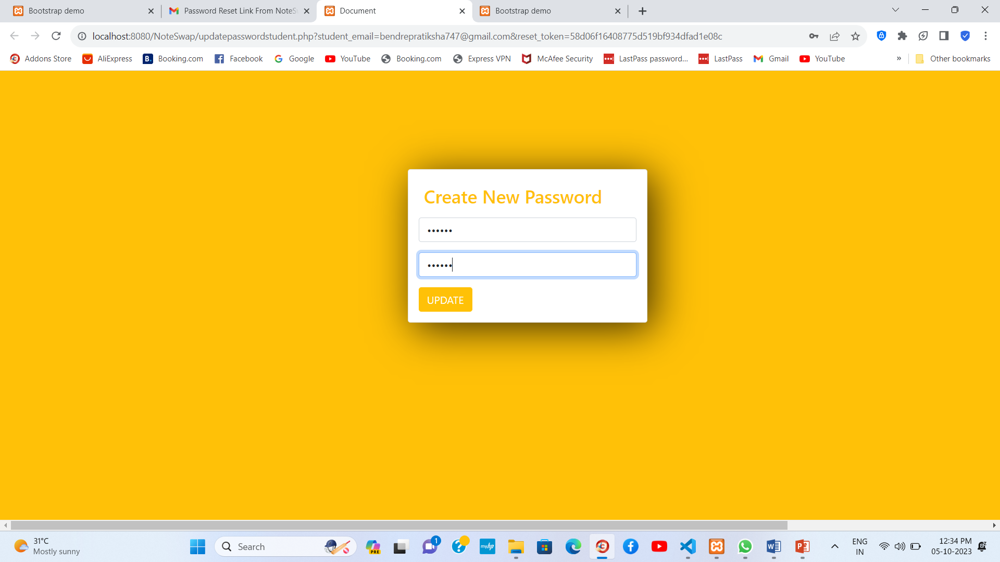 Bootstrap demo
Password Reset Link From NoteS
Document
Bootstrap demo
localhost:8080/NoteSwap/updatepasswordstudent.php?student_email=bendrepratiksha747@gmail.com&reset_token=58d06f16408775d519bf934dfad1e08c
Addons Store
AliExpress
B.
Booking.com
Facebook
Google
YouTube
Booking.com
Express VPN
McAfee Security
LastPass password...
LastPass
Gmail
YouTube
»
Other bookmarks
Create New Password
••••••
••••••
UPDATE
31°C
Mostly sunny
Search
PRE
1
?
myhp
ENG
IN
12:34 PM
05-10-2023